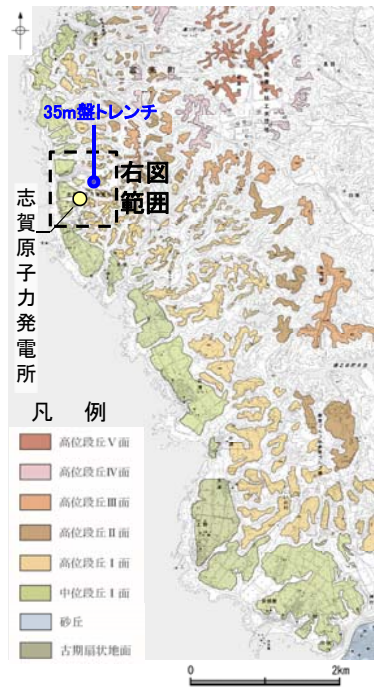 35m盤トレンチ
右図
範囲
志賀原子力発電所
凡 例
高位段丘Ⅴ面
高位段丘Ⅳ面
高位段丘Ⅲ面
高位段丘Ⅱ面
高位段丘Ⅰ面
中位段丘Ⅰ面
砂丘
古期扇状地面
0 2km